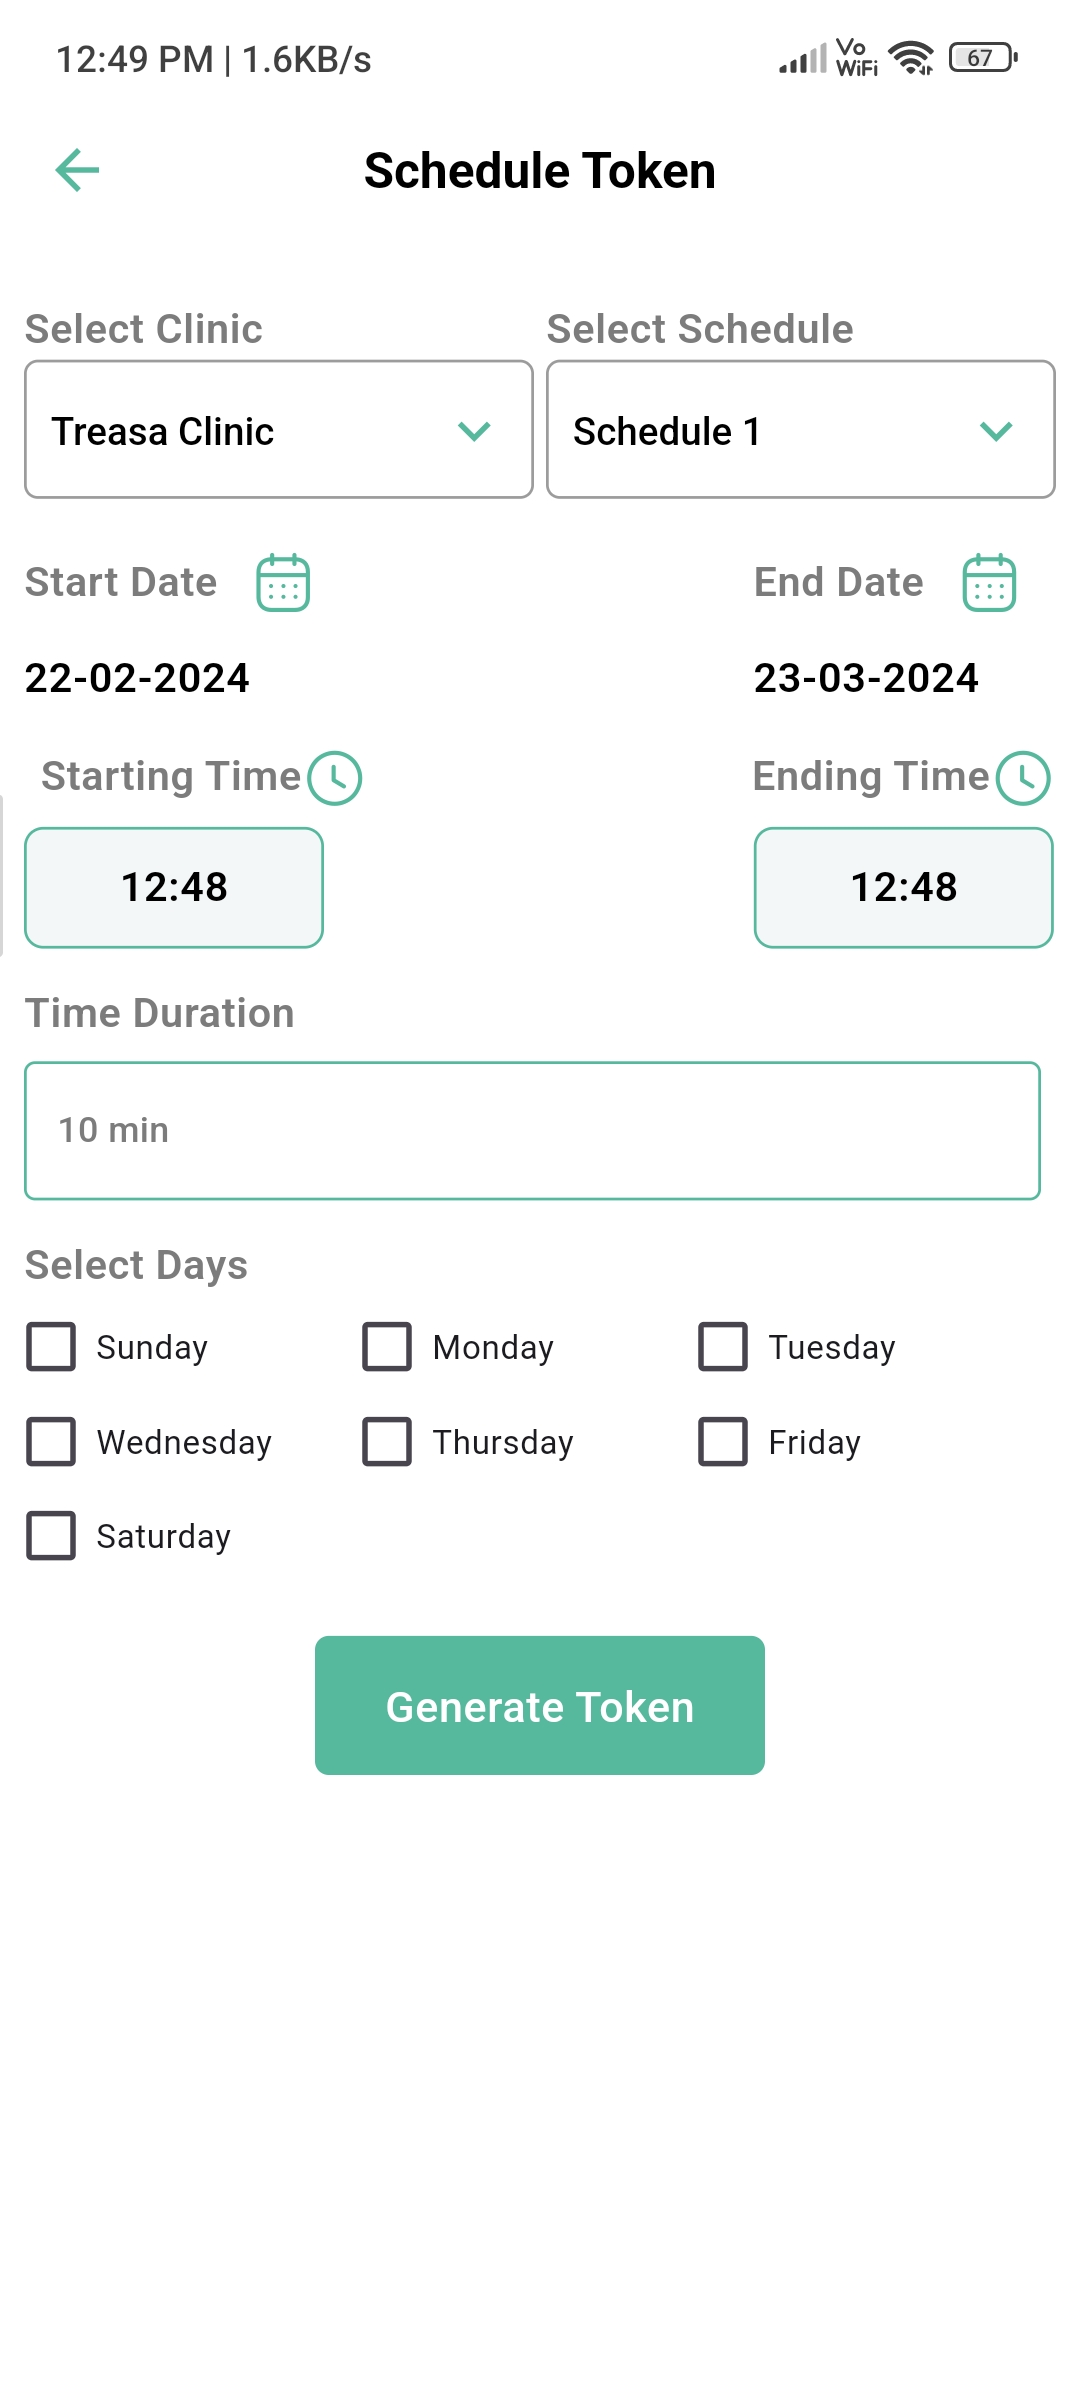 12:49 PM | 1.6KB/s Vo WiFi 67
Schedule Token
Select Clinic Select Schedule
Treasa Clinic Schedule 1
Start Date End Date
22-02-2024 23-03-2024
Starting Time Ending Time
12:48 12:48
Time Duration
10 min
Select Days
Sunday Monday Tuesday
Wednesday Thursday Friday
Saturday
Generate Token